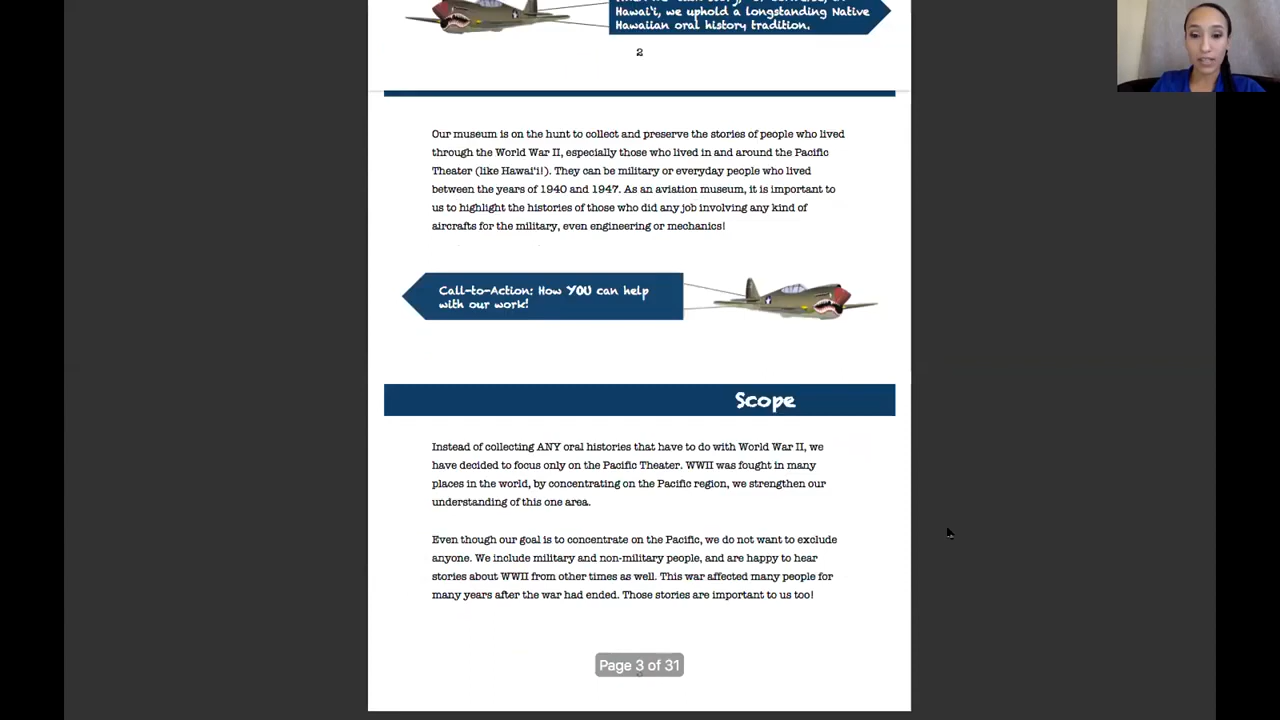 Hawai'i, we uphold a longstanding Native
Hawaiian oral history tradition.
2
Our museum is on the hunt to collect and preserve the stories of people who lived
through the World War II, especially those who lived in and around the Pacific
Theater (like Hawai'i!). They can be military or everyday people who lived
between the years of 1940 and 1947. As an aviation museum, it is important to
us to highlight the histories of those who did any job involving any kind of
aircrafts for the military, even engineering or mechanics!
Call-to-Action: How YOU can help
with our work!
Scope
Instead of collecting ANY oral histories that have to do with World War II, we
have decided to focus only on the Pacific Theater. WWII was fought in many
places in the world, by concentrating on the Pacific region, we strengthen our
understanding of this one area.
Even though our goal is to concentrate on the Pacific, we do not want to exclude
anyone. We include military and non-military people, and are happy to hear
stories about WWII from other times as well. This war affected many people for
many years after the war had ended. Those stories are important to us too!
Page 3 of 31